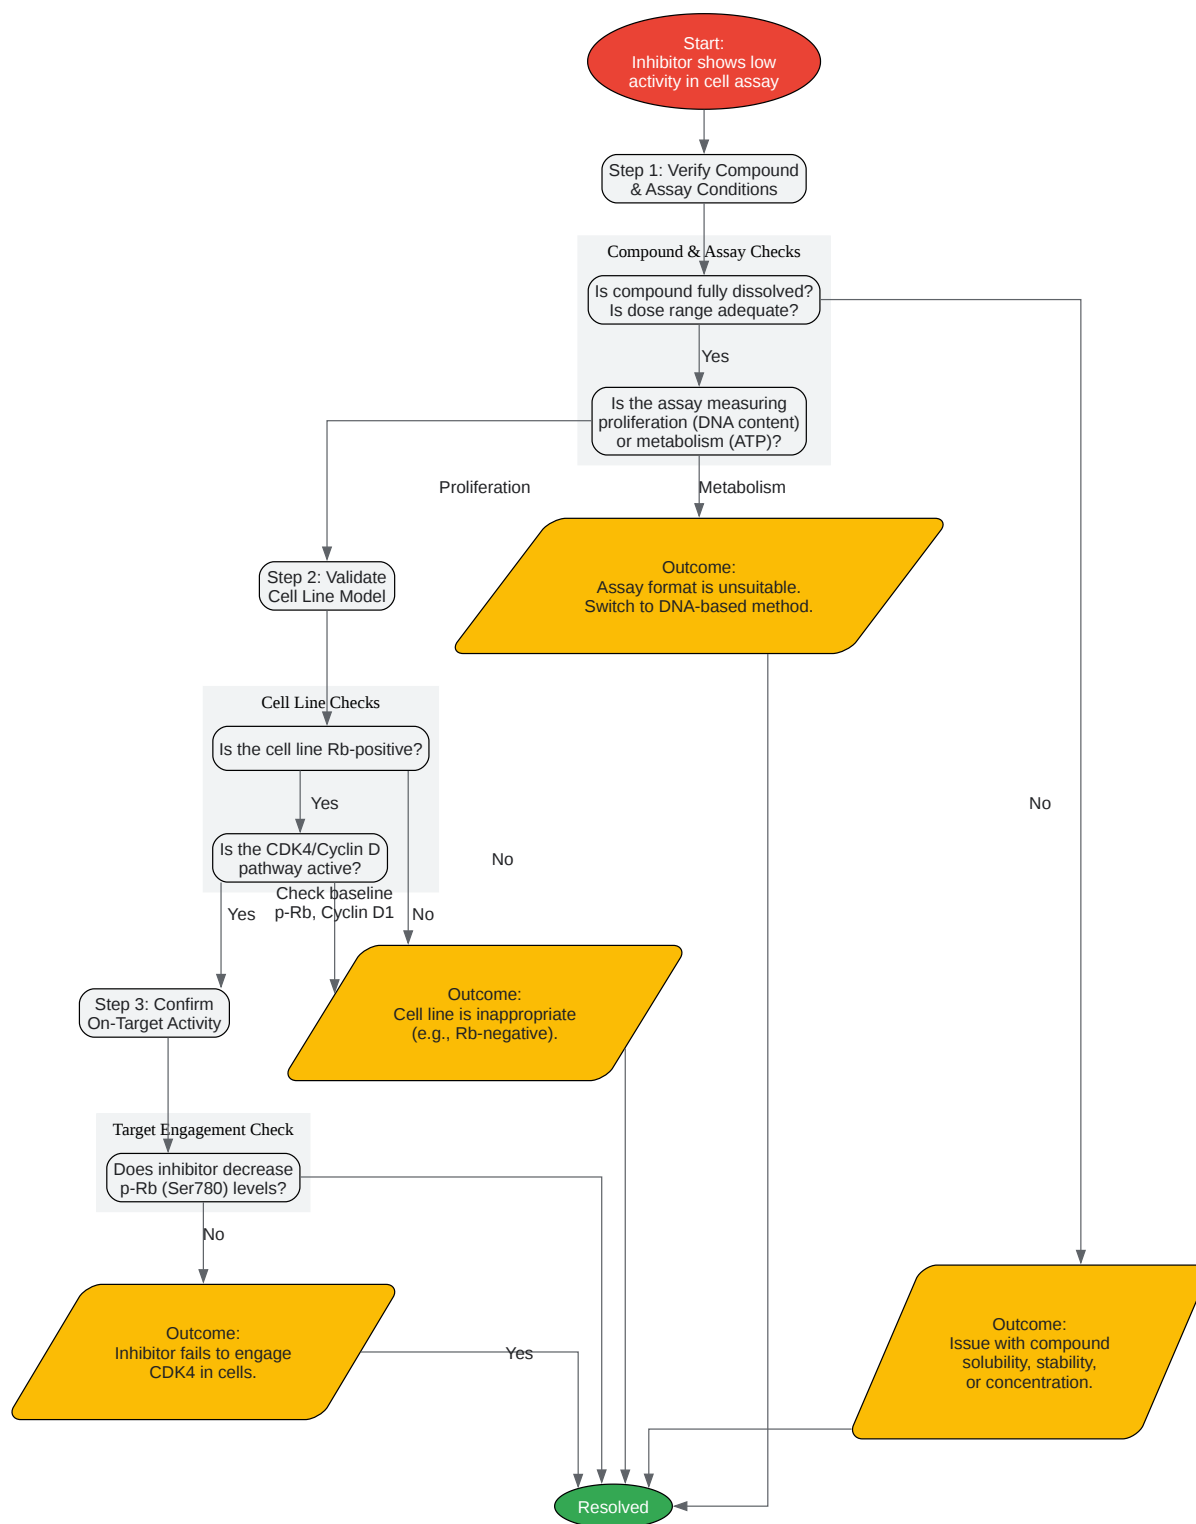 Start:
Inhibitor shows low
activity in cell assay
Step 1: Verify Compound
& Assay Conditions
Compound & Assay Checks
Is compound fully dissolved?
Is dose range adequate?
Yes
Is the assay measuring
proliferation (DNA content)
or metabolism (ATP)?
Proliferation
Metabolism
Outcome:
Assay format is unsuitable.
Switch to DNA-based method.
Step 2: Validate
Cell Line Model
Cell Line Checks
Is the cell line Rb-positive?
Yes
No
Is the CDK4/Cyclin D
pathway active?
No
Check baseline
p-Rb, Cyclin D1
Yes
No
Outcome:
Cell line is inappropriate
(e.g., Rb-negative).
Step 3: Confirm
On-Target Activity
Target Engagement Check
Does inhibitor decrease
p-Rb (Ser780) levels?
No
Outcome:
Inhibitor fails to engage
CDK4 in cells.
Yes
Outcome:
Issue with compound
solubility, stability,
or concentration.
Resolved